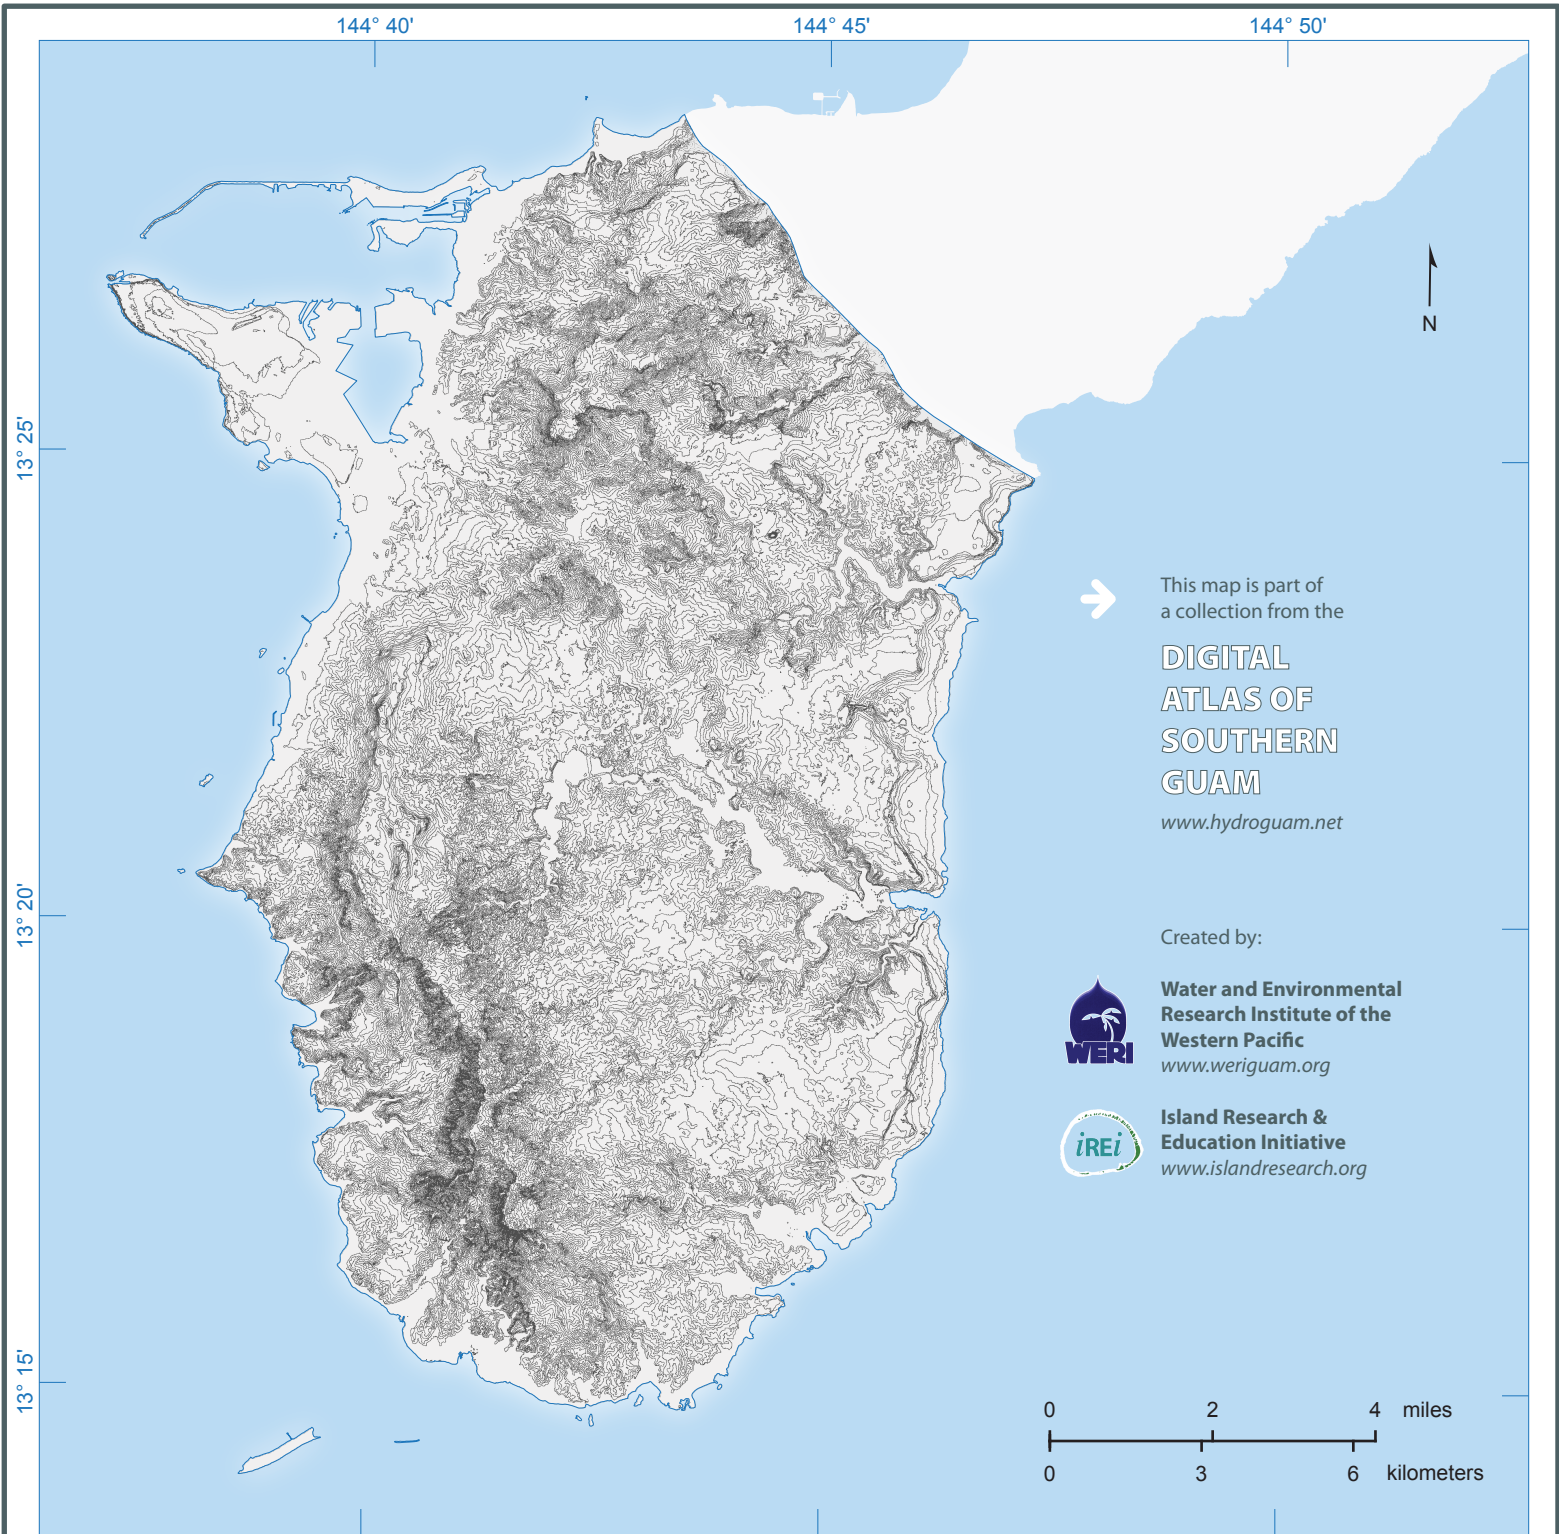 144° 40'
144° 45'
144° 50'
N
13° 25'
This map is part of
a collection from the
DIGITAL
ATLAS OF
SOUTHERN
GUAM
www.hydroguam.net
13° 20'
Created by:
WERI
Water and Environmental
Research Institute of the
Western Pacific
www.weriguam.org
iREi
Island Research &
Education Initiative
www.islandresearch.org
13° 15'
0 2 4 miles
0 3 6 kilometers